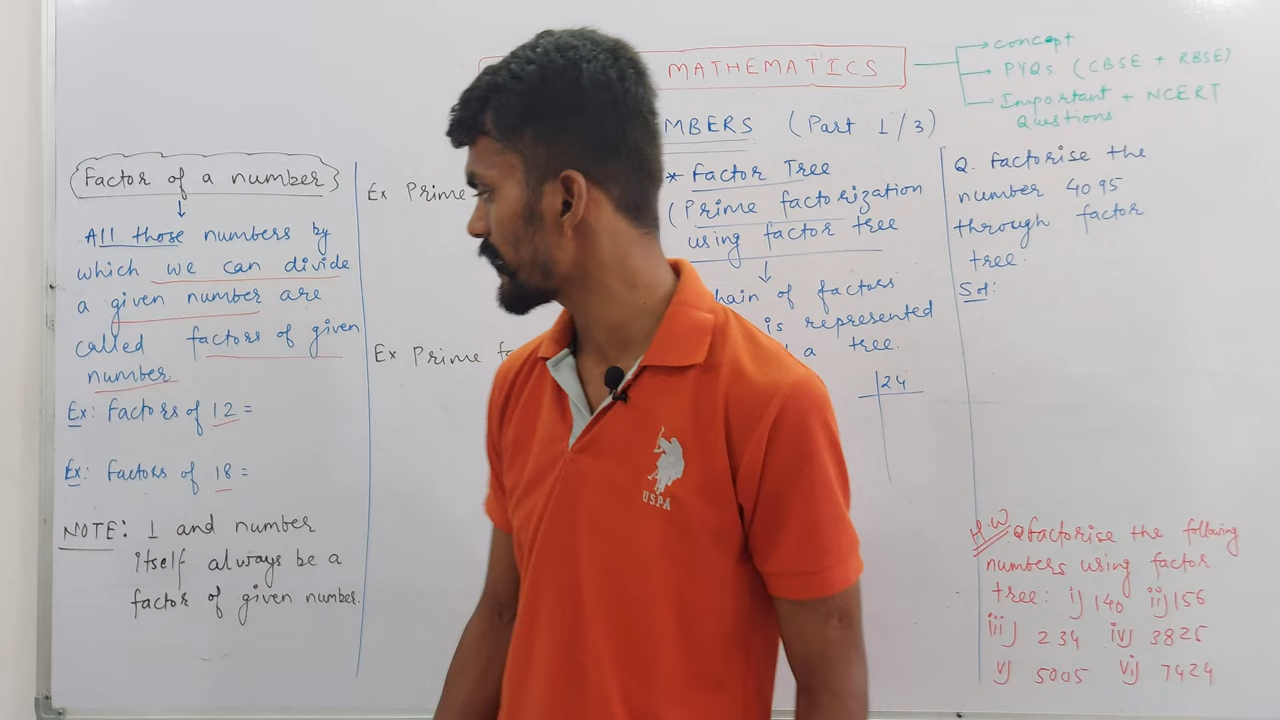 MATHEMATICS
concept
PYQs (CBSE + RBSE)
Important + NCERT
Questions
MBERS (Part 1/3)
Factor of a number
All those numbers by
which we can divide
a given number are
called factors of given
number
Ex: Factors of 12 =
Ex: Factors of 18 =
NOTE: 1 and number
itself always be a
factor of given number.
Ex Prime
Ex Prime
* Factor Tree
(Prime factorization
using factor tree
hain of factors
is represented
a tree.
24
Q. Factorise the
number 4095
through factor
tree.
Sol:
H.W Q factorise the following
numbers using factor
tree: i) 140 ii) 156
iii) 234 iv) 3825
v) 5005 vi) 7424
USPA